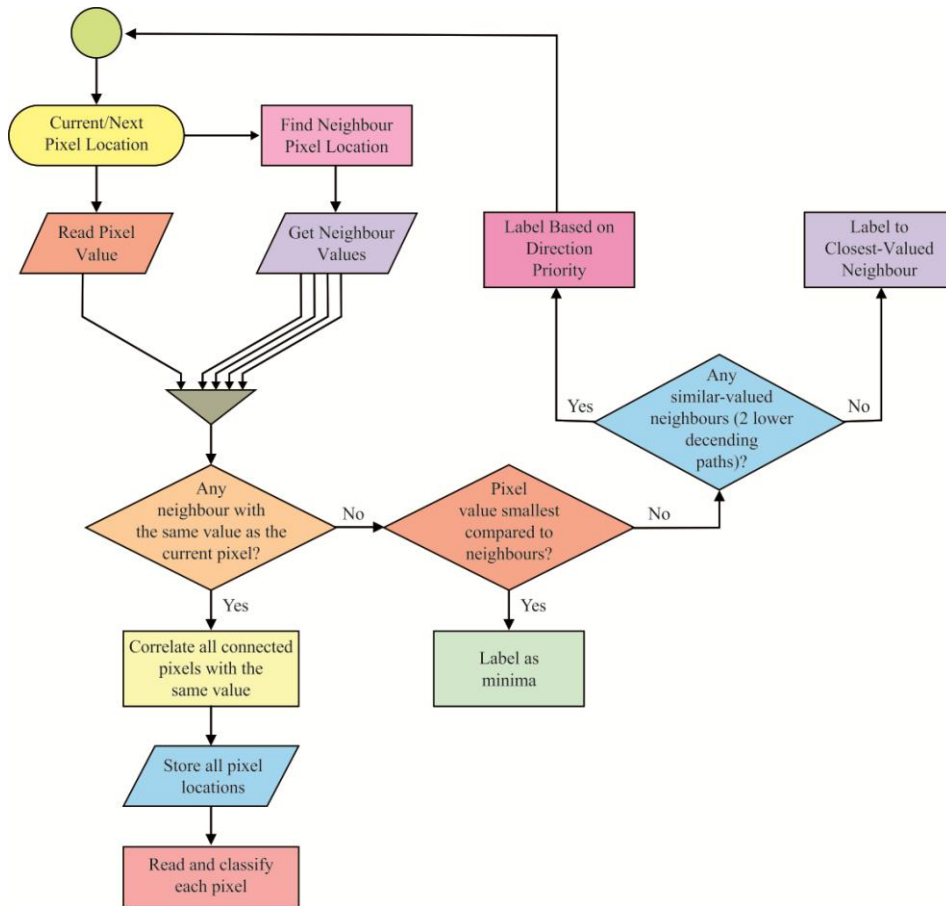 Current/Next
Pixel Location
Find Neighbour
Pixel Location
Read Pixel
Value
Get Neighbour
Values
Label Based on
Direction
Priority
Label to
Closest-Valued
Neighbour
Any
similar-valued
neighbours (2 lower
decending
paths)?
Yes
No
Any
neighbour with
the same value as the
current pixel?
No
Pixel
value smallest
compared to
neighbours?
No
Yes
Yes
Correlate all connected
pixels with the
same value
Label as
minima
Store all pixel
locations
Read and classify
each pixel